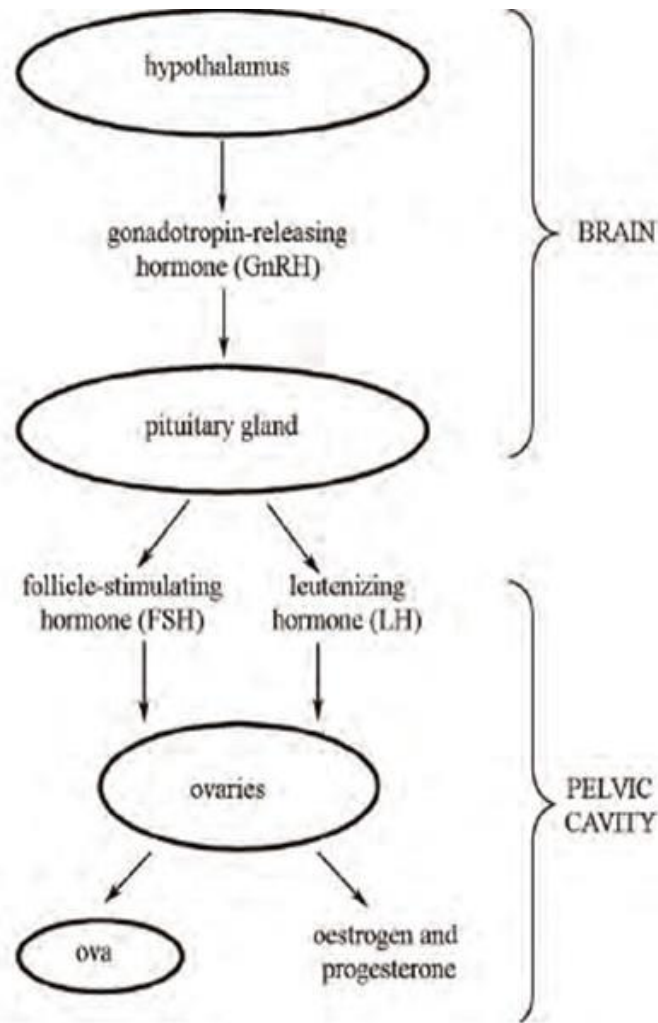 hypothalamus
gonadotropin-releasing
hormone (GnRH)
BRAIN
pituitary gland
follicle-stimulating
hormone (FSH)
leutenizing
hormone (LH)
ovaries
PELVIC
CAVITY
ova
oestrogen and
progesterone